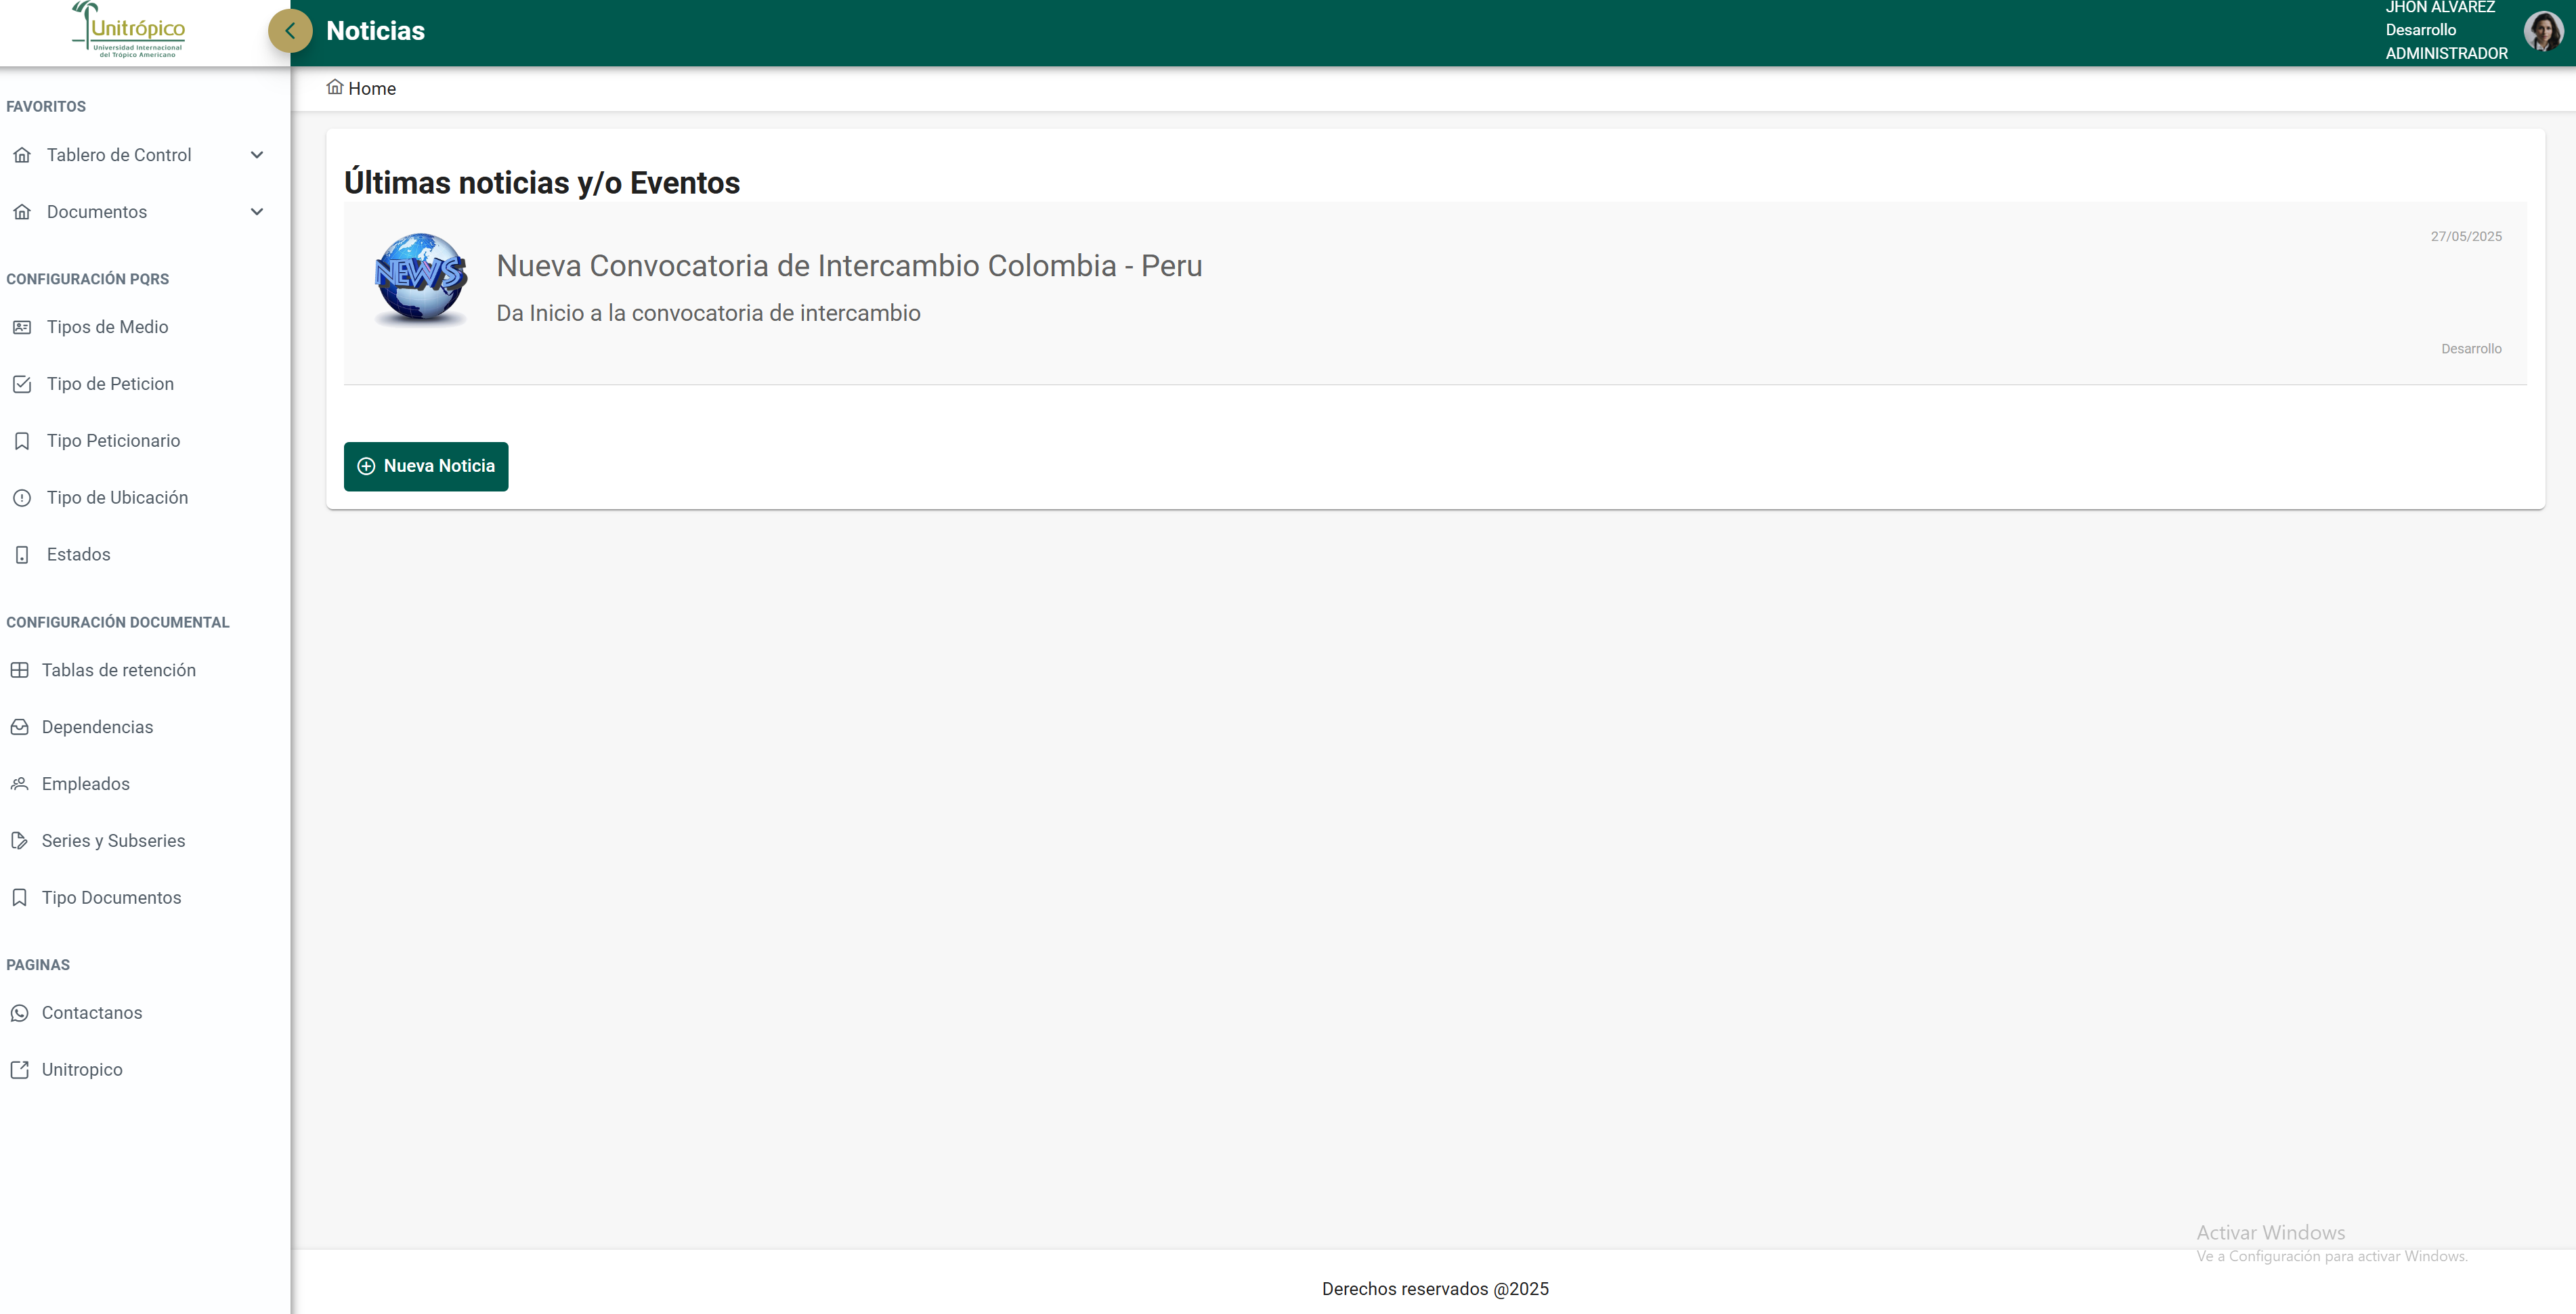 Unitrópico
Universidad Internacional
del Trópico Americano
Noticias
JHON ALVAREZ
Desarrollo
ADMINISTRADOR
Home
FAVORITOS
Tablero de Control
Documentos
CONFIGURACIÓN PQRS
Tipos de Medio
Tipo de Peticion
Tipo Peticionario
Tipo de Ubicación
Estados
CONFIGURACIÓN DOCUMENTAL
Tablas de retención
Dependencias
Empleados
Series y Subseries
Tipo Documentos
PAGINAS
Contactanos
Unitropico
Últimas noticias y/o Eventos
NEWS
Nueva Convocatoria de Intercambio Colombia - Peru
Da Inicio a la convocatoria de intercambio
27/05/2025
Desarrollo
Nueva Noticia
Activar Windows
Ve a Configuración para activar Windows.
Derechos reservados @2025